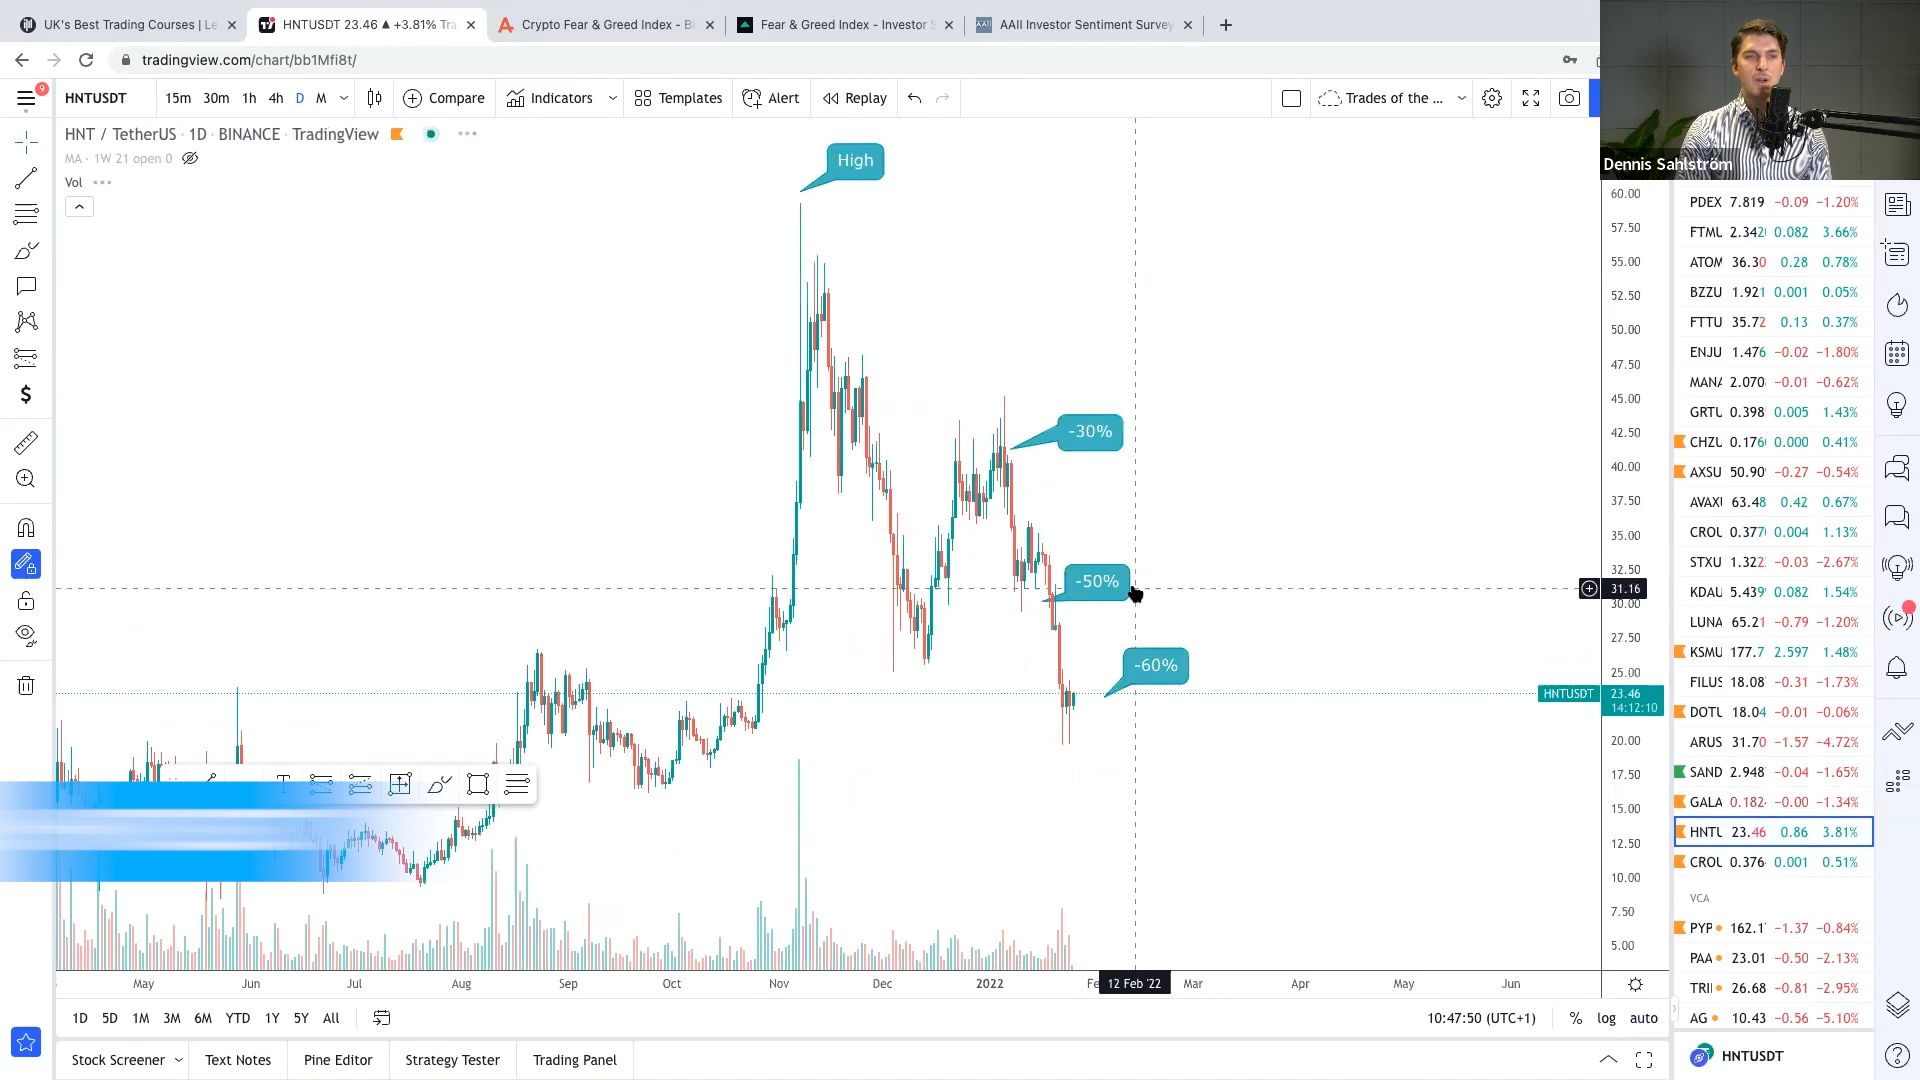 UK's Best Trading Courses | Le
HNTUSDT 23.46 ▲ +3.81% Tra
Crypto Fear & Greed Index - Bi
Fear & Greed Index - Investor S
AAII Investor Sentiment Survey
tradingview.com/chart/bb1Mfi8t/
9
HNTUSDT
15m 30m 1h 4h D M
Compare
Indicators
Templates
Alert
Replay
Trades of the ...
HNT / TetherUS · 1D · BINANCE · TradingView
MA · 1W 21 open 0
Vol
Dennis Sahlström
High
-30%
-50%
-60%
60.00
57.50
55.00
52.50
50.00
47.50
45.00
42.50
40.00
37.50
35.00
32.50
31.16
30.00
27.50
25.00
HNTUSDT 23.46
14:12:10
20.00
17.50
15.00
12.50
10.00
7.50
5.00
PDEX 7.819 −0.09 −1.20%
FTMU 2.342 0.082 3.66%
ATOM 36.30 0.28 0.78%
BZZU 1.921 0.001 0.05%
FTTU 35.72 0.13 0.37%
ENJU 1.476 −0.02 −1.80%
MANA 2.070 −0.01 −0.62%
GRTU 0.398 0.005 1.43%
CHZU 0.176 0.000 0.41%
AXSU 50.90 −0.27 −0.54%
AVAXI 63.48 0.42 0.67%
CROU 0.377 0.004 1.13%
STXU 1.322 −0.03 −2.67%
KDAU 5.439 0.082 1.54%
LUNA 65.21 −0.79 −1.20%
KSMU 177.7 2.597 1.48%
FILUS 18.08 −0.31 −1.73%
DOTU 18.04 −0.01 −0.06%
ARUS 31.70 −1.57 −4.72%
SAND 2.948 −0.04 −1.65%
GALA 0.182 −0.00 −1.34%
HNTU 23.46 0.86 3.81%
CROU 0.376 0.001 0.51%
VCA
PYP 162.1 −1.37 −0.84%
PAA 23.01 −0.50 −2.13%
TRI 26.68 −0.81 −2.95%
AG 10.43 −0.56 −5.10%
May Jun Jul Aug Sep Oct Nov Dec 2022 Fe 12 Feb '22 Mar Apr May Jun
1D 5D 1M 3M 6M YTD 1Y 5Y All
10:47:50 (UTC+1) % log auto
Stock Screener Text Notes Pine Editor Strategy Tester Trading Panel
HNTUSDT